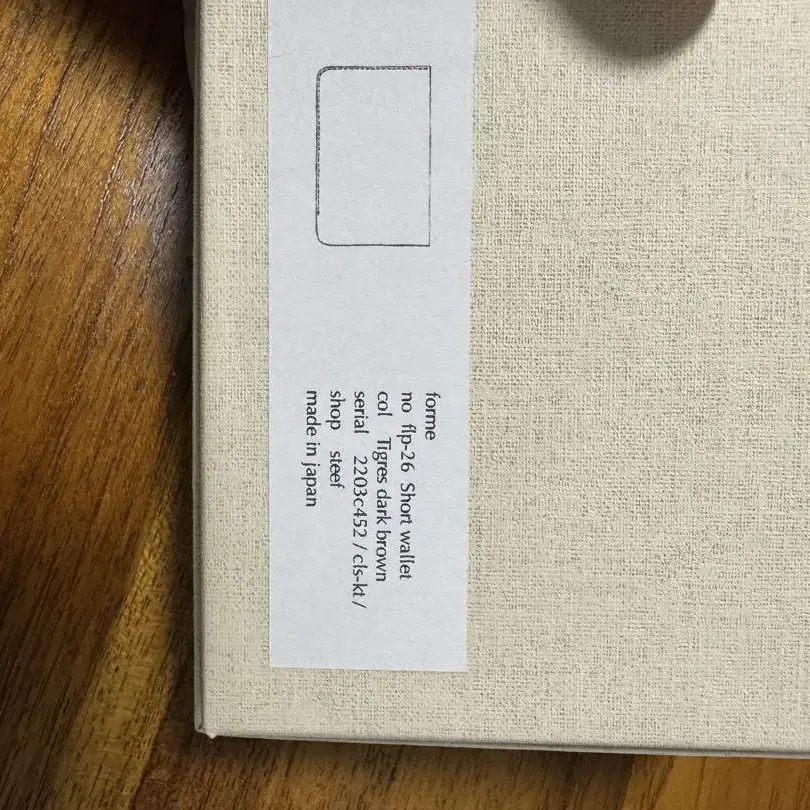 forme
no flp-26 Short wallet
col Tigres dark brown
serial 2203c452 / cls-kt /
shop steef
made in japan